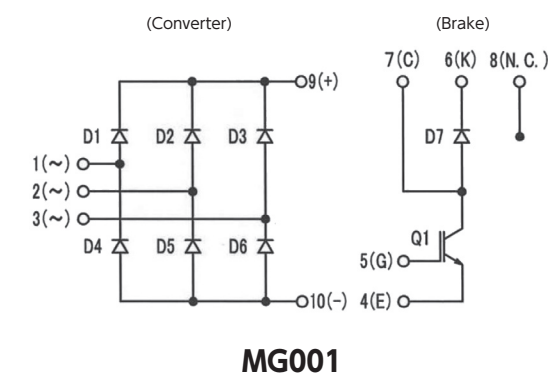 (Converter)
(Brake)
7(C) 6(K) 8(N.C.)
9(+)
D1 D2 D3 D7
1(~)
2(~)
3(~)
D4 D5 D6 Q1
5(G)
10(-) 4(E)
MG001